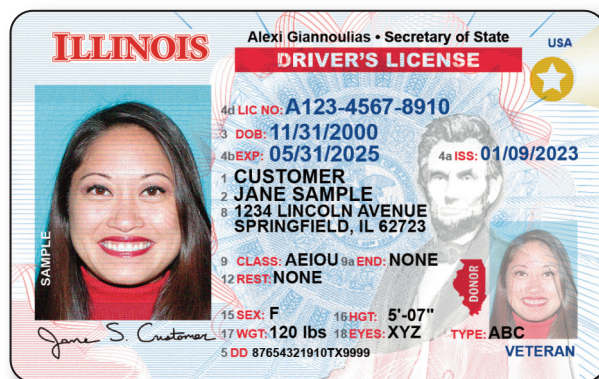 ILLINOIS
Alexi Giannoulias • Secretary of State
USA
DRIVER'S LICENSE
4d LIC NO: A123-4567-8910
3 DOB: 11/31/2000
4b EXP: 05/31/2025 4a ISS: 01/09/2023
1 CUSTOMER
2 JANE SAMPLE
8 1234 LINCOLN AVENUE
SPRINGFIELD, IL 62723
9 CLASS: AEIOU 9a END: NONE
12 REST: NONE
DONOR
15 SEX: F 16 HGT: 5'-07"
17 WGT: 120 lbs 18 EYES: XYZ TYPE: ABC
5 DD 87654321910TX9999
VETERAN
SAMPLE
Jane S. Customer